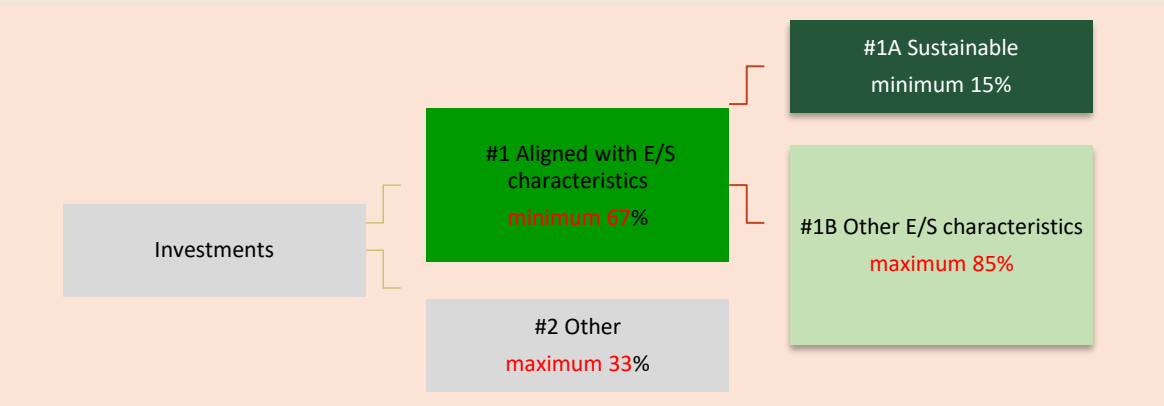 Investments
#1 Aligned with E/S
characteristics
minimum 67%
#2 Other
maximum 33%
#1A Sustainable
minimum 15%
#1B Other E/S characteristics
maximum 85%